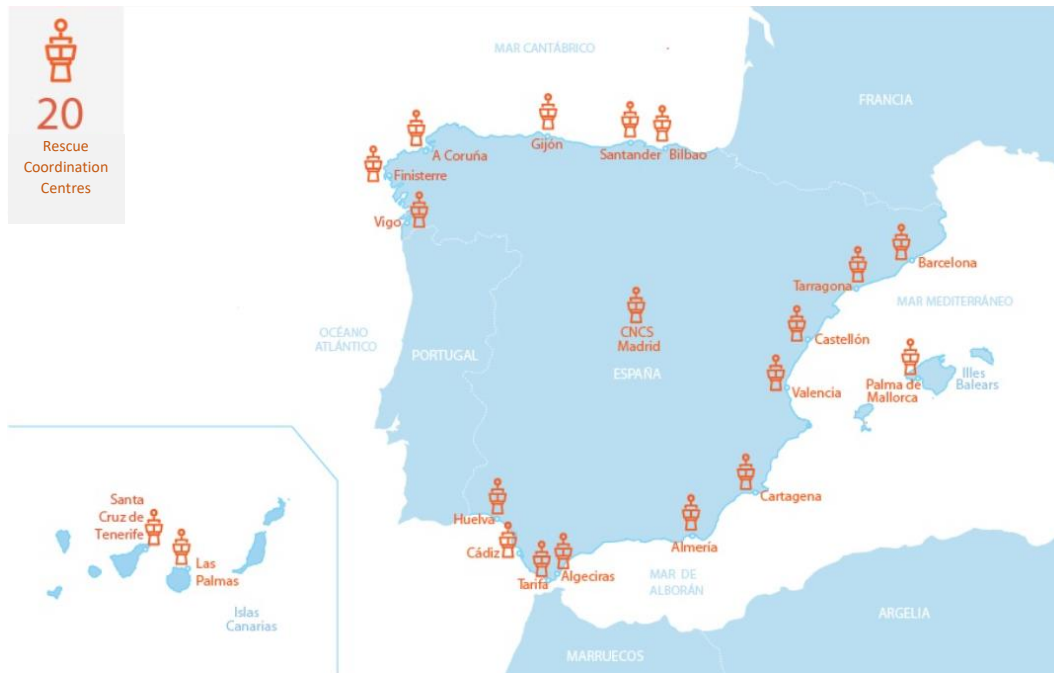 20
Rescue
Coordination
Centres
MAR CANTÁBRICO
FRANCIA
A Coruña
Gijón
Santander
Bilbao
Finisterre
Vigo
Barcelona
Tarragona
MAR MEDITERRÁNEO
CNCS
Madrid
OCÉANO
ATLÁNTICO
PORTUGAL
ESPAÑA
Castellón
Valencia
Palma de
Mallorca
Illes
Balears
Cartagena
Huelva
Cádiz
Tarifa
Algeciras
Almería
MAR DE
ALBORÁN
ARGELIA
MARRUECOS
Santa
Cruz de
Tenerife
Las
Palmas
Islas
Canarias